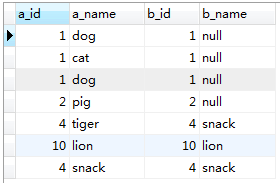 a_id a_name b_id b_name
1 dog 1 null
1 cat 1 null
1 dog 1 null
2 pig 2 null
4 tiger 4 snack
10 lion 10 lion
4 snack 4 snack